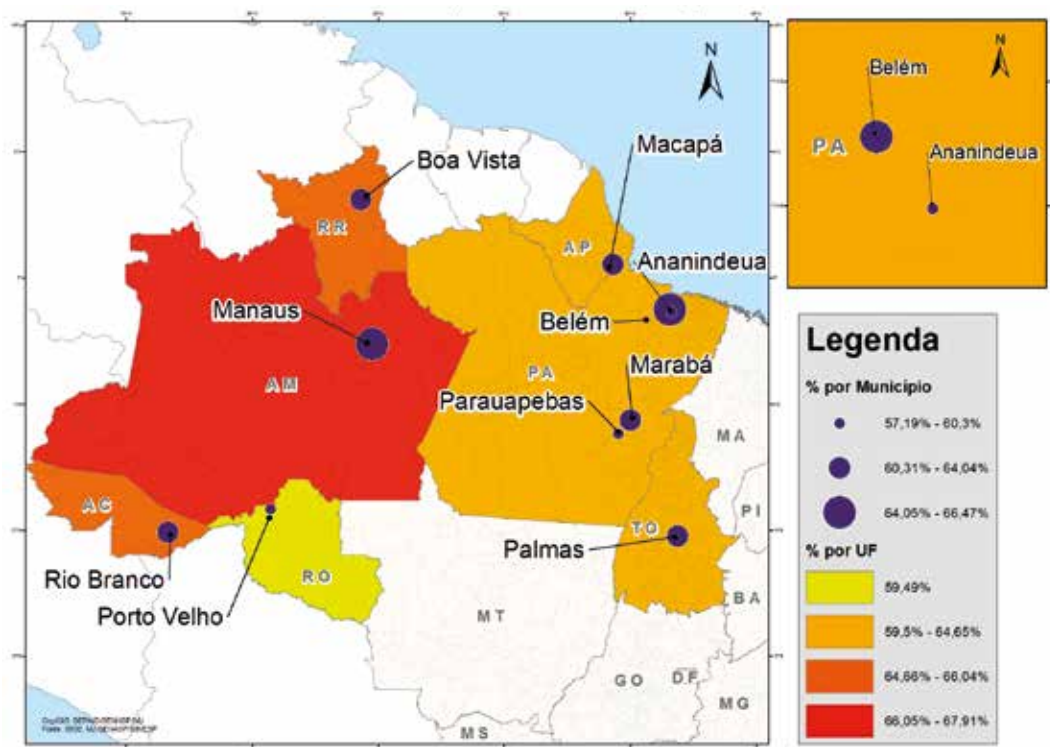 N
Boa Vista
Macapá
RR
AP
Ananindeua
Manaus
Belém
AM
PA
Marabá
Parauapebas
MA
AC
TO
PI
Palmas
Rio Branco
RO
BA
Porto Velho
MT
GO
DF
MG
MS
N
Belém
PA
Ananindeua
Legenda
% por Municipio
57,19% - 60,3%
60,31% - 64,04%
64,05% - 66,47%
% por UF
59,49%
59,5% - 64,65%
64,66% - 66,04%
66,05% - 67,91%